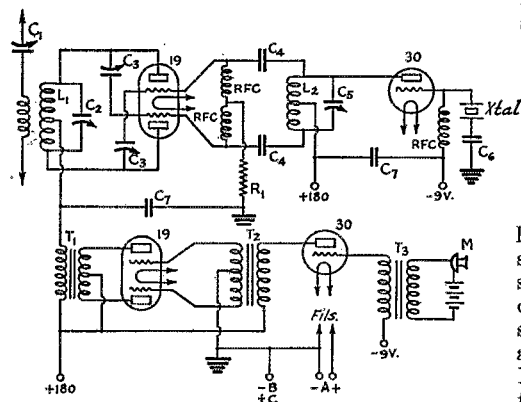 C1
L1
C2
C3
C3
19
RFC
RFC
C4
C4
R1
L2
C5
30
RFC
Xtal
C6
C7
C7
+180
-9V.
T1
19
T2
30
T3
M
Fils.
-9V.
+180
-B
+C
-A+